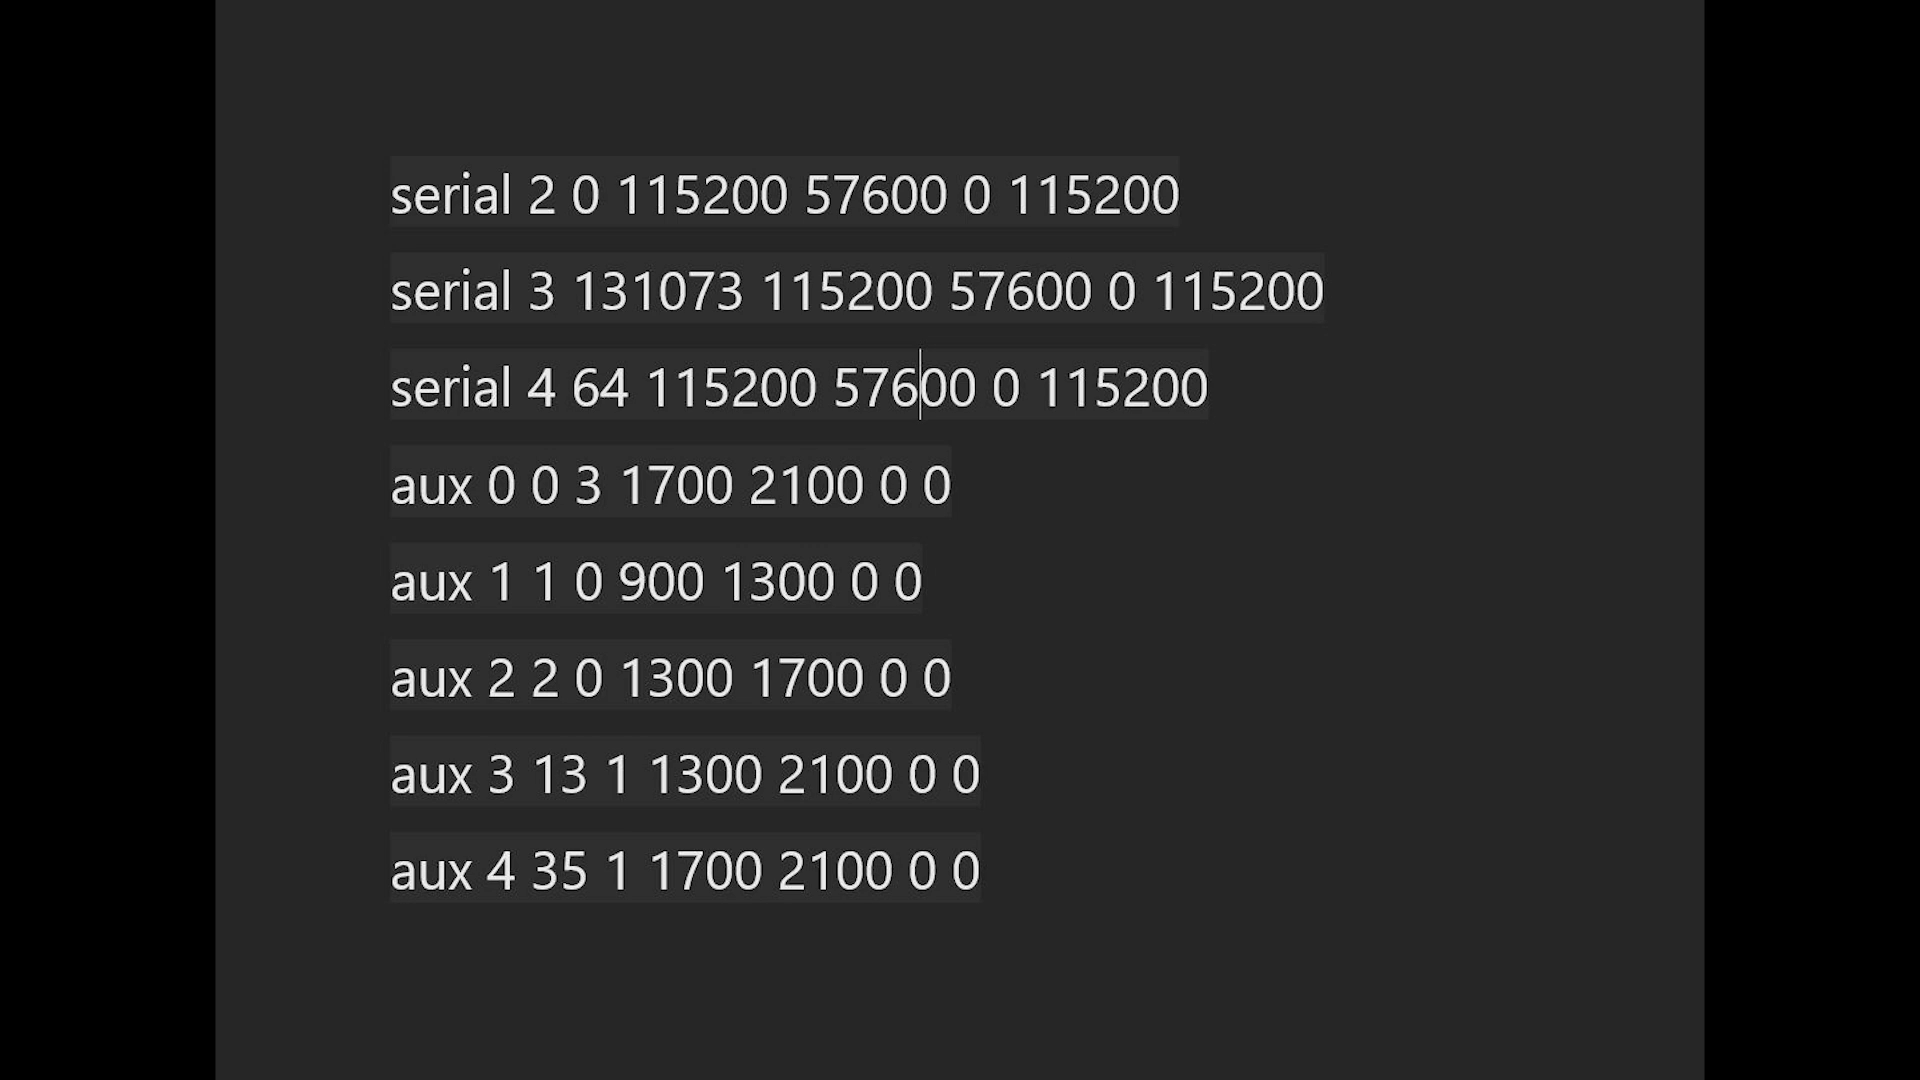 serial 2 0 115200 57600 0 115200
serial 3 131073 115200 57600 0 115200
serial 4 64 115200 57600 0 115200
aux 0 0 3 1700 2100 0 0
aux 1 1 0 900 1300 0 0
aux 2 2 0 1300 1700 0 0
aux 3 13 1 1300 2100 0 0
aux 4 35 1 1700 2100 0 0